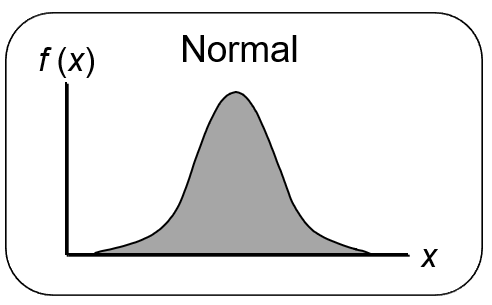 Normal
f (x)
x